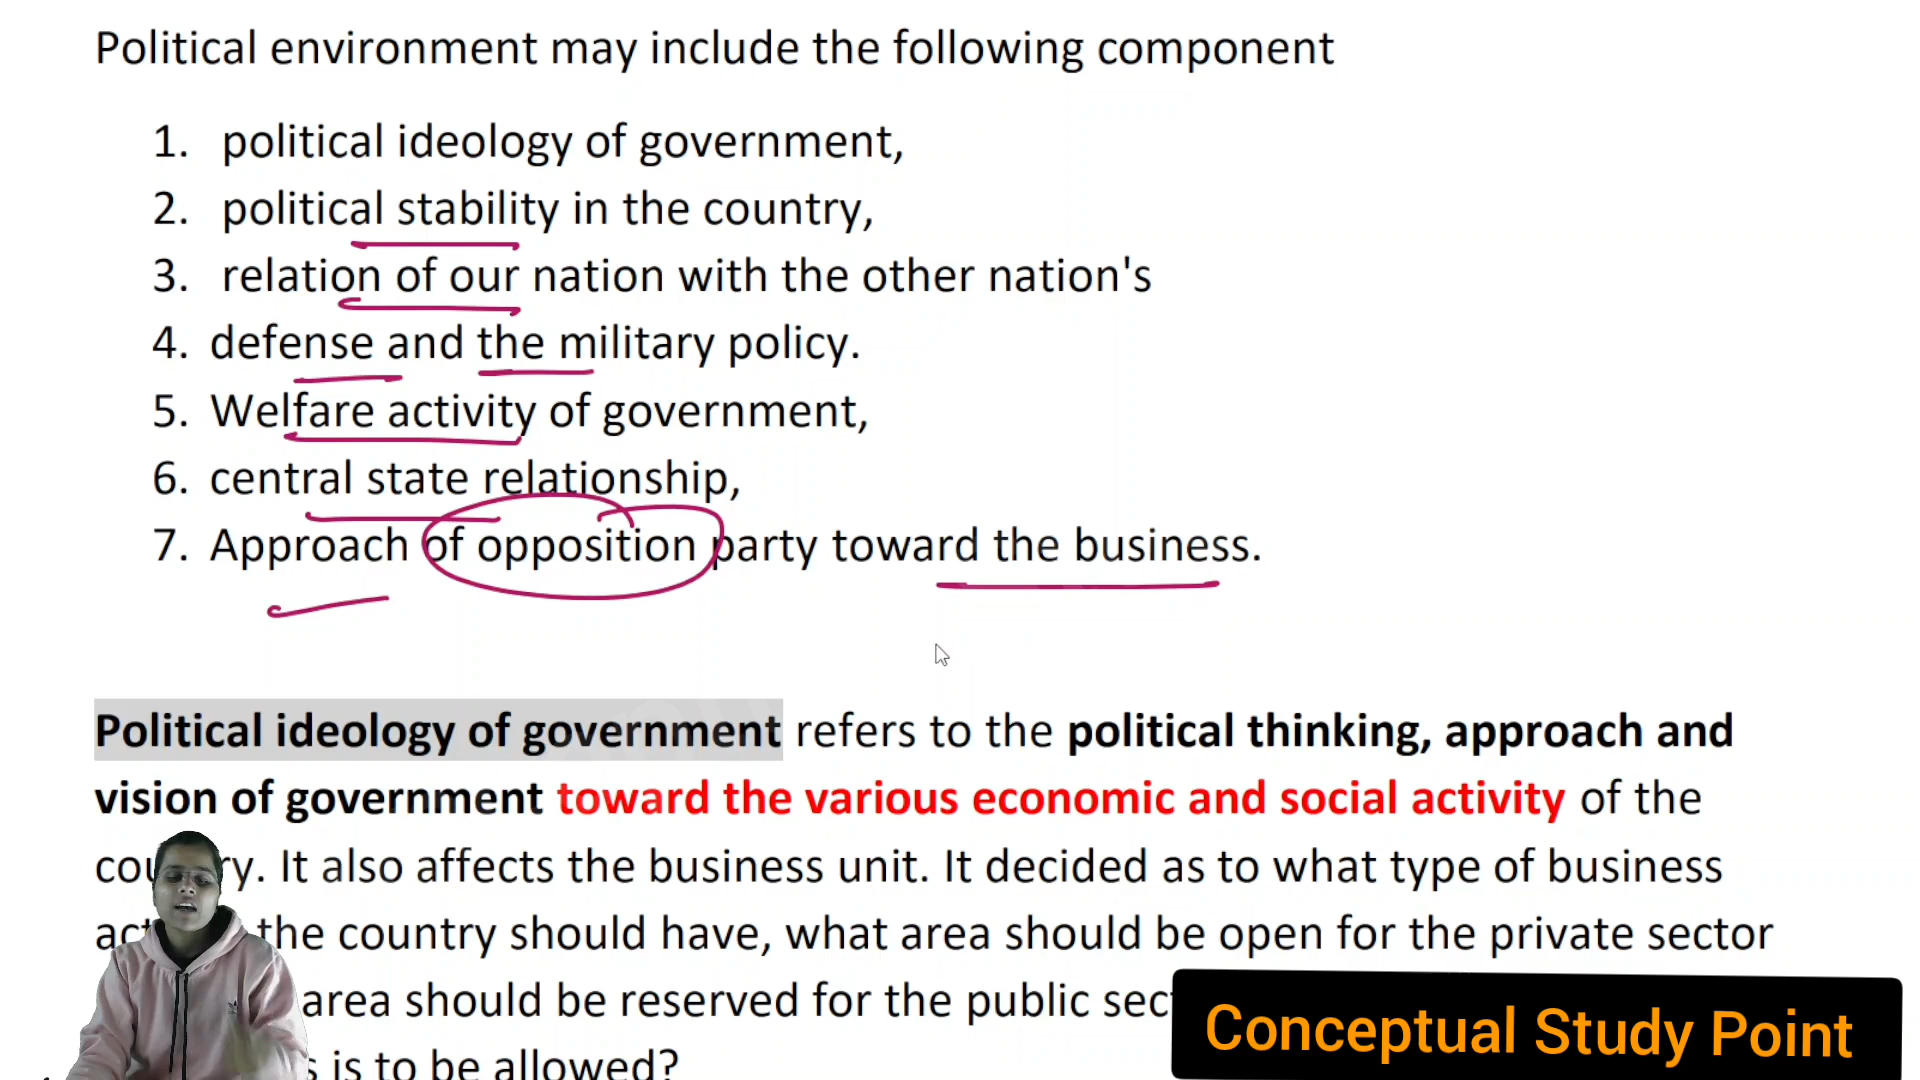 Political environment may include the following component
1. political ideology of government,
2. political stability in the country,
3. relation of our nation with the other nation's
4. defense and the military policy.
5. Welfare activity of government,
6. central state relationship,
7. Approach of opposition party toward the business.
Political ideology of government refers to the political thinking, approach and
vision of government toward the various economic and social activity of the
It also affects the business unit. It decided as to what type of business
the country should have, what area should be open for the private sector
area should be reserved for the public
is to be allowed?
Conceptual Study Point